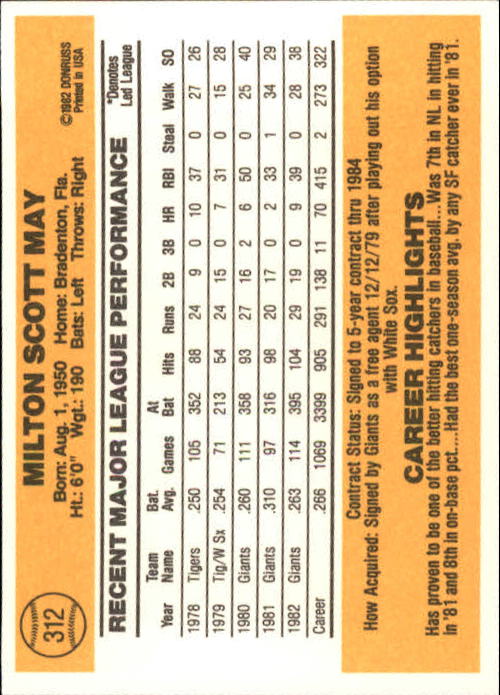 312
MILTON SCOTT MAY
©1982 DONRUSS
Printed in USA
Born: Aug. 1, 1950 Home: Bradenton, Fla.
Ht.: 6'0" Wgt.: 190 Bats: Left Throws: Right
RECENT MAJOR LEAGUE PERFORMANCE
*Denotes
Led League
Team Bat. At
Year Name Avg. Games Bat Hits Runs 2B 3B HR RBI Steal Walk SO
1978 Tigers .250 105 352 88 24 9 0 10 37 0 27 26
1979 Tig/W Sx .254 71 213 54 24 15 0 7 31 0 15 28
1980 Giants .260 111 358 93 27 16 2 6 50 0 25 40
1981 Giants .310 97 316 98 20 17 0 2 33 1 34 29
1982 Giants .263 114 395 104 29 19 0 9 39 0 28 38
Career .266 1069 3399 905 291 138 11 70 415 2 273 322
Contract Status: Signed to 5-year contract thru 1984
How Acquired: Signed by Giants as a free agent 12/12/79 after playing out his option
with White Sox.
CAREER HIGHLIGHTS
Has proven to be one of the better hitting catchers in baseball....Was 7th in NL in hitting
in '81 and 8th in on-base pct....Had the best one-season avg. by any SF catcher ever in '81.